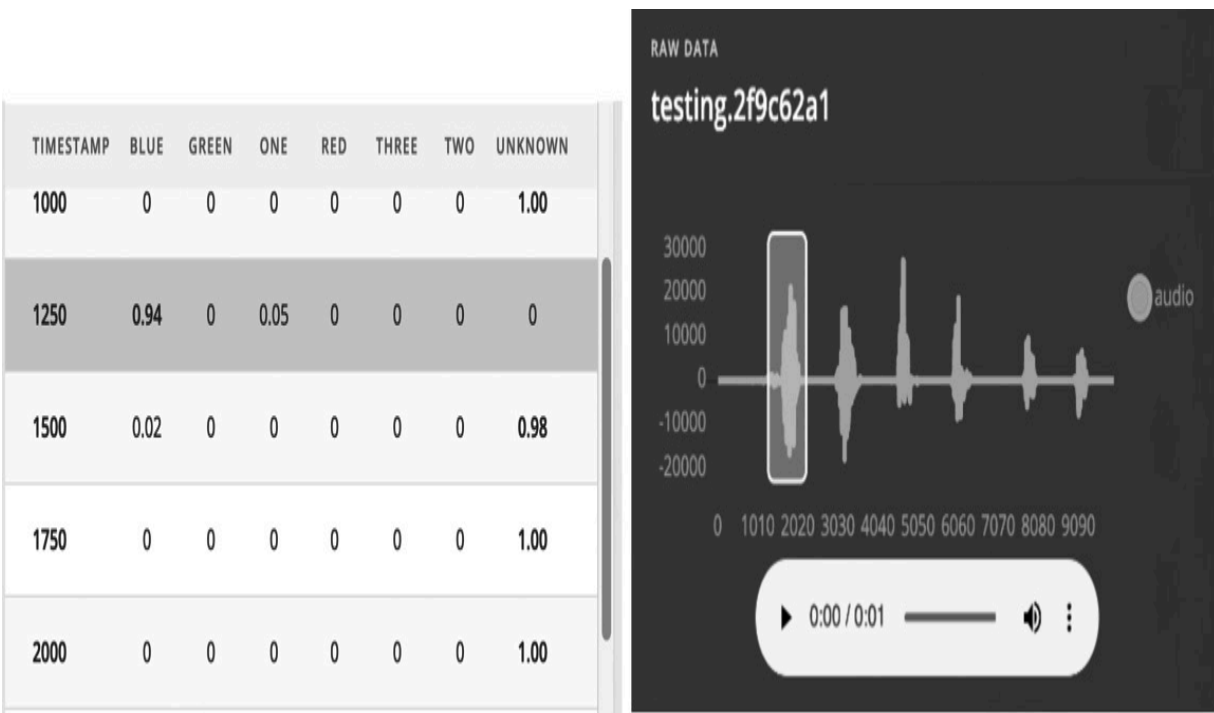 TIMESTAMP BLUE GREEN ONE RED THREE TWO UNKNOWN
1000 0 0 0 0 0 0 1.00
1250 0.94 0 0.05 0 0 0 0
1500 0.02 0 0 0 0 0 0.98
1750 0 0 0 0 0 0 1.00
2000 0 0 0 0 0 0 1.00
RAW DATA
testing.2f9c62a1
30000
20000
10000
0
-10000
-20000
audio
0 1010 2020 3030 4040 5050 6060 7070 8080 9090
0:00 / 0:01